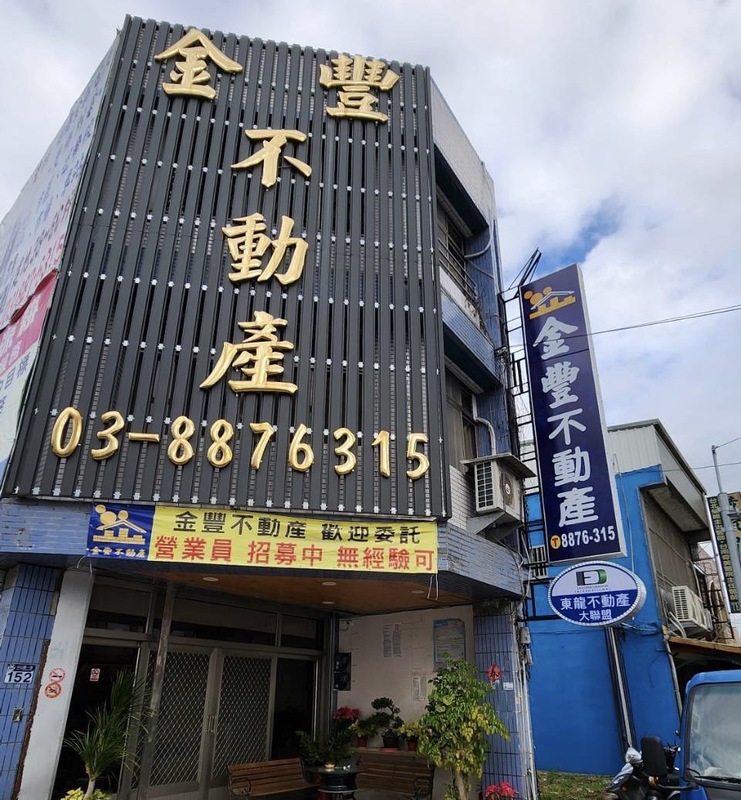 金豐
不
動
產
03-8876315
金豐不動產 歡迎委託
金豐不動產
營業員 招募中 無經驗可
金豐不動產
8876-315
ED
東龍不動產
大聯盟
152